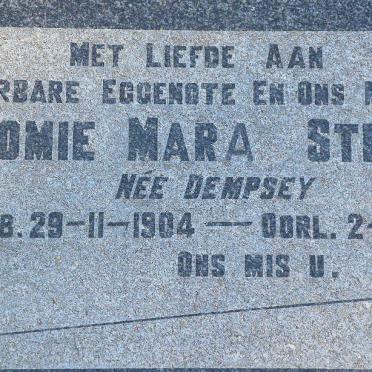 MET LIEFDE AAN
RBARE EGGENOTE EN ONS
OMIE MARA STE
NÉE DEMPSEY
B. 29-11-1904 — OORL. 2-
ONS MIS U.